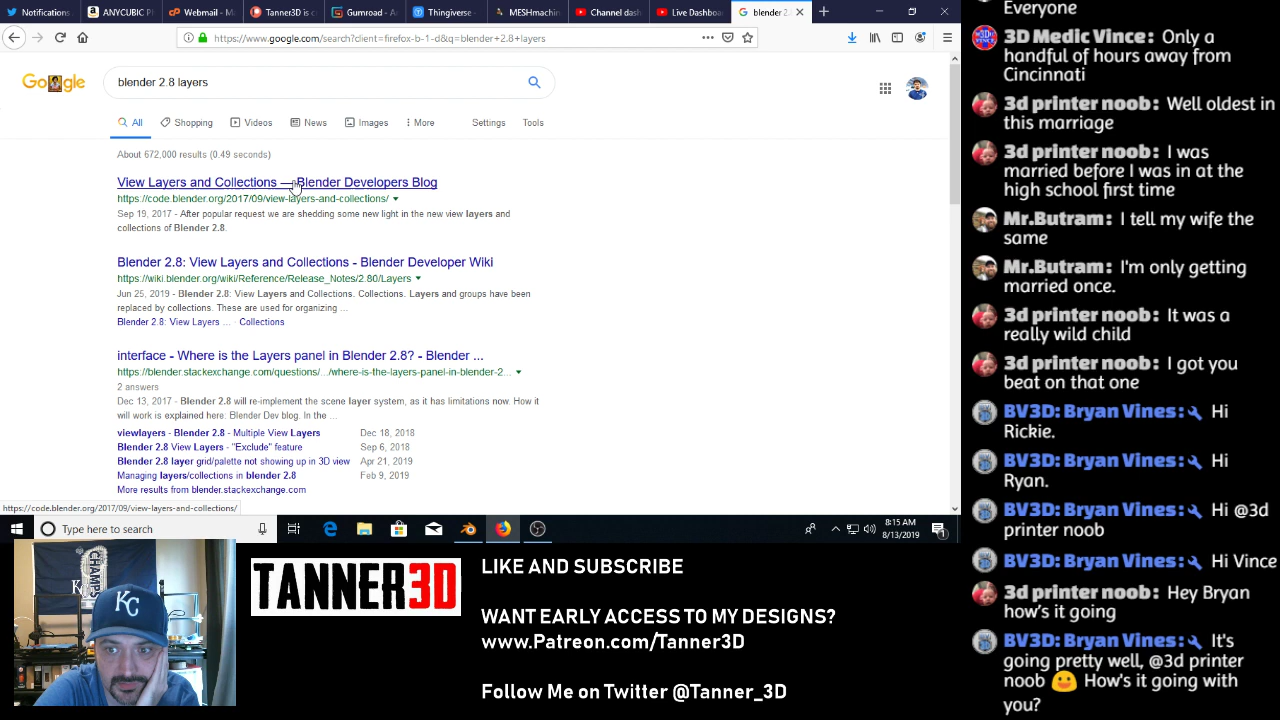 Notifications
ANYCUBIC P
Webmail - M
Tanner3D is c
Gumroad - A
Thingiverse -
MESHmachin
Channel dash
Live Dashboa
blender 2.
https://www.google.com/search?client=firefox-b-1-d&q=blender+2.8+layers
Google
blender 2.8 layers
All
Shopping
Videos
News
Images
More
Settings
Tools
About 672,000 results (0.49 seconds)
View Layers and Collections — Blender Developers Blog
https://code.blender.org/2017/09/view-layers-and-collections/
Sep 19, 2017 - After popular request we are shedding some new light in the new view layers and
collections of Blender 2.8.
Blender 2.8: View Layers and Collections - Blender Developer Wiki
https://wiki.blender.org/wiki/Reference/Release_Notes/2.80/Layers
Jun 25, 2019 - Blender 2.8: View Layers and Collections. Collections. Layers and groups have been
replaced by collections. These are used for organizing ...
Blender 2.8: View Layers ... · Collections
interface - Where is the Layers panel in Blender 2.8? - Blender ...
https://blender.stackexchange.com/questions/.../where-is-the-layers-panel-in-blender-2...
2 answers
Dec 13, 2017 - Blender 2.8 will re-implement the scene layer system, as it has limitations now. How it
will work is explained here: Blender Dev blog. In the ...
viewlayers - Blender 2.8 - Multiple View Layers Dec 18, 2018
Blender 2.8 View Layers - "Exclude" feature Sep 6, 2018
Blender 2.8 layer grid/palette not showing up in 3D view Apr 21, 2019
Managing layers/collections in blender 2.8 Feb 9, 2019
More results from blender.stackexchange.com
https://code.blender.org/2017/09/view-layers-and-collections/
Type here to search
8:15 AM
8/13/2019
1
CHAMPS
KC
TANNER3D
LIKE AND SUBSCRIBE
WANT EARLY ACCESS TO MY DESIGNS?
www.Patreon.com/Tanner3D
Follow Me on Twitter @Tanner_3D
Everyone
3D Medic Vince: Only a
handful of hours away from
Cincinnati
3d printer noob: Well oldest in
this marriage
3d printer noob: I was
married before I was in at the
high school first time
Mr.Butram: I tell my wife the
same
Mr.Butram: I'm only getting
married once.
3d printer noob: It was a
really wild child
3d printer noob: I got you
beat on that one
BV3D: Bryan Vines: Hi
Rickie.
BV3D: Bryan Vines: Hi
Ryan.
BV3D: Bryan Vines: Hi @3d
printer noob
BV3D: Bryan Vines: Hi Vince
3d printer noob: Hey Bryan
how's it going
BV3D: Bryan Vines: It's
going pretty well, @3d printer
noob How's it going with
you?